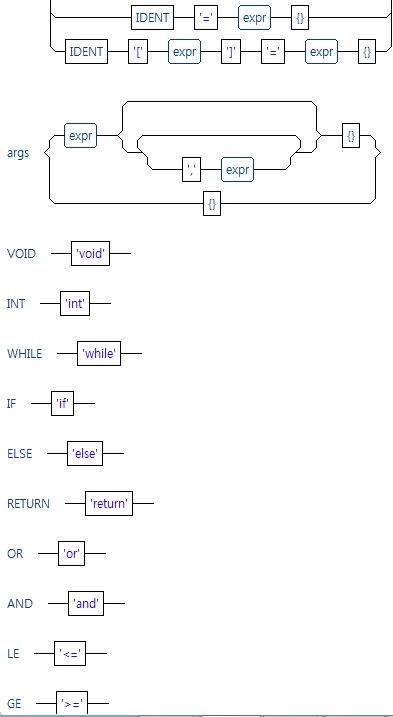 IDENT '=' expr {}
IDENT '[' expr ']' '=' expr {}
args expr {}
',' expr
{}
VOID 'void'
INT 'int'
WHILE 'while'
IF 'if'
ELSE 'else'
RETURN 'return'
OR 'or'
AND 'and'
LE '<='
GE '>='